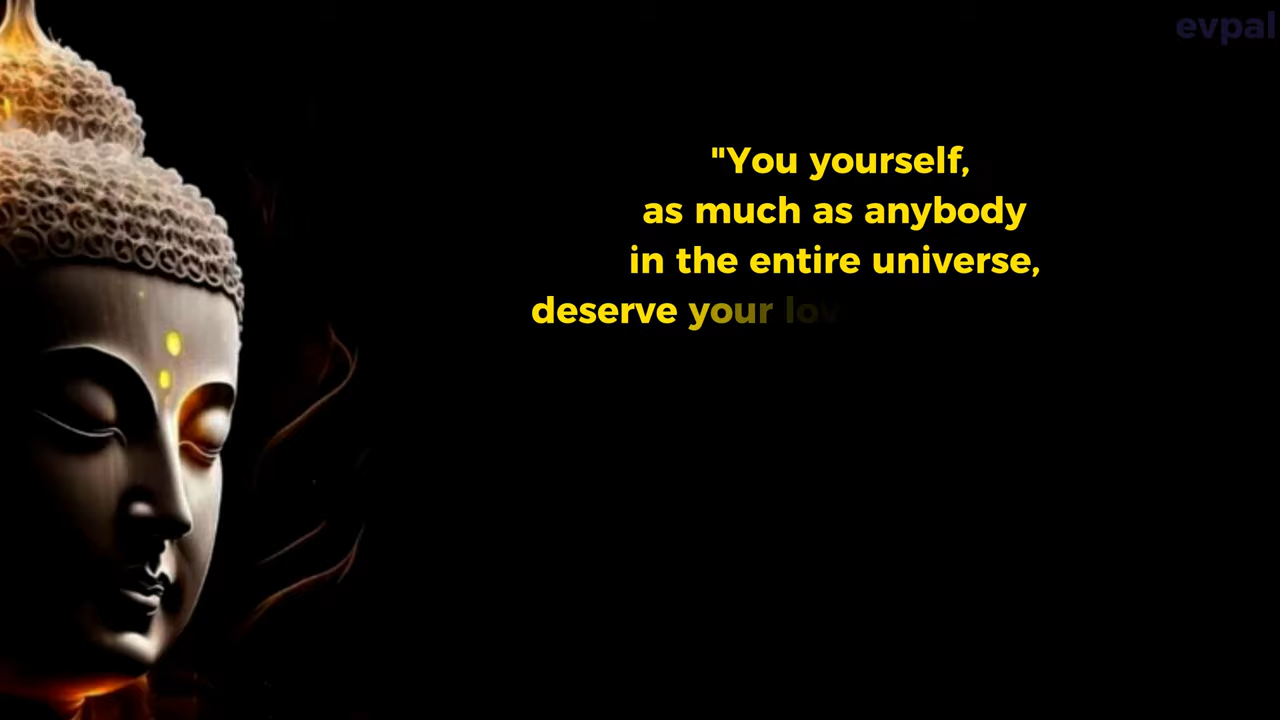 evpal
"You yourself,
as much as anybody
in the entire universe,
deserve your